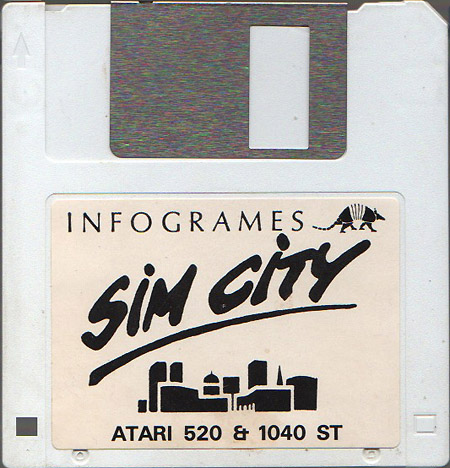 INFOGRAMES
SIM CITY
ATARI 520 & 1040 ST